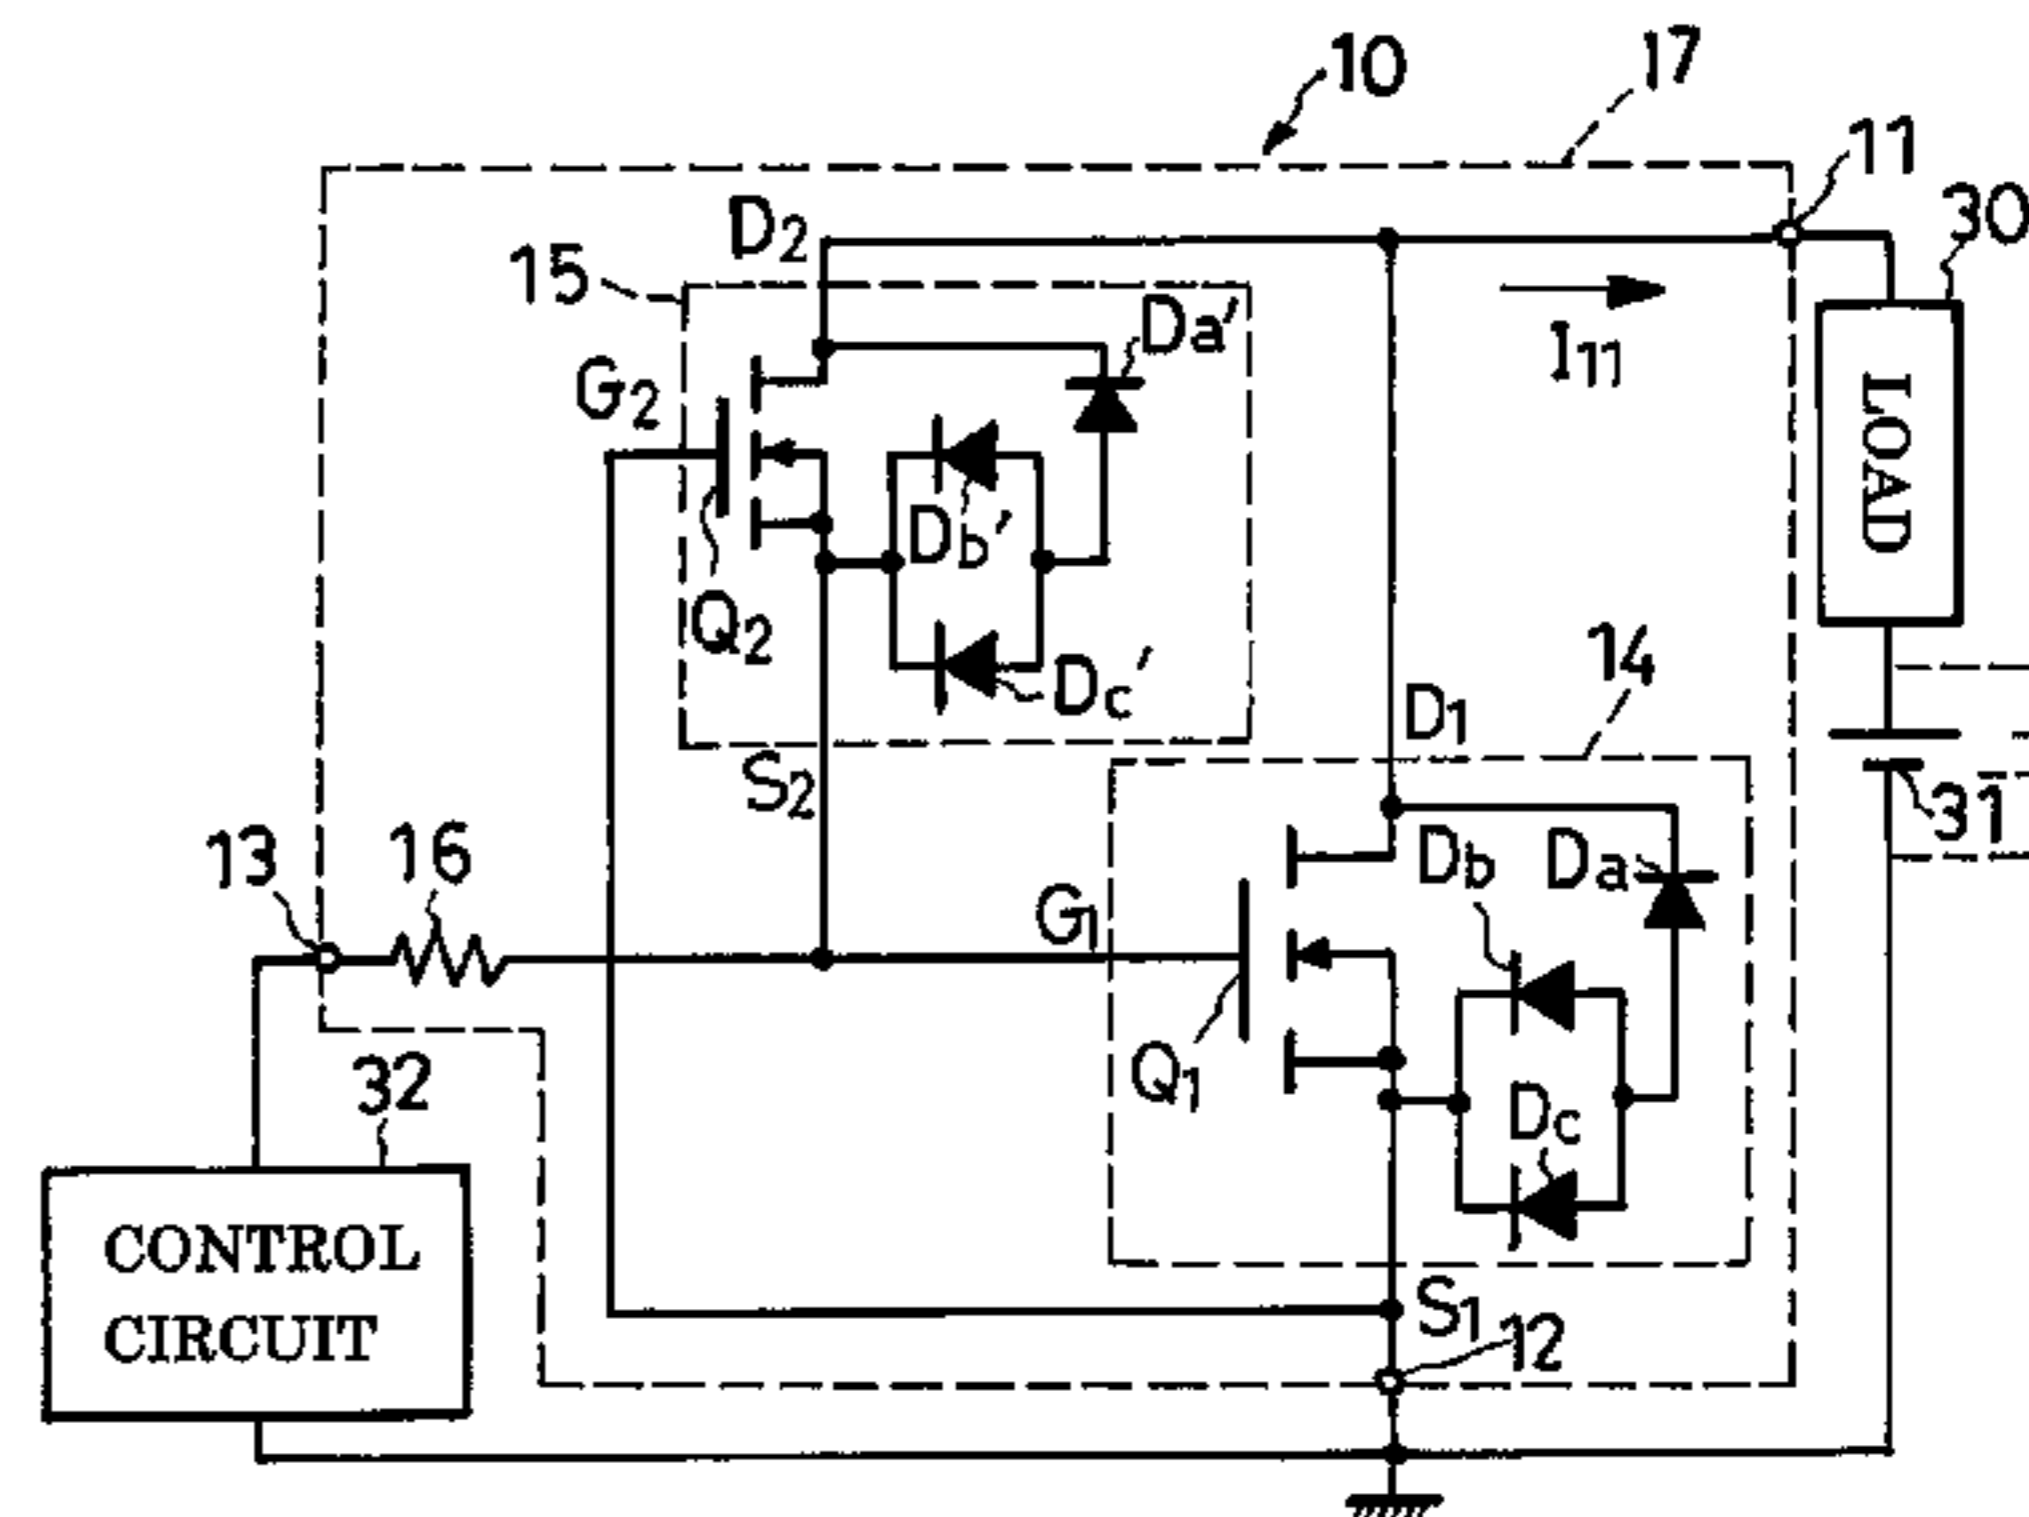 10
17
11
30
D2
15
Da'
I11
G2
LOAD
Db'
Q2
Dc'
14
D1
S2
31
13
16
Db
Da
G1
Q1
32
Dc
CONTROL
CIRCUIT
S1
12